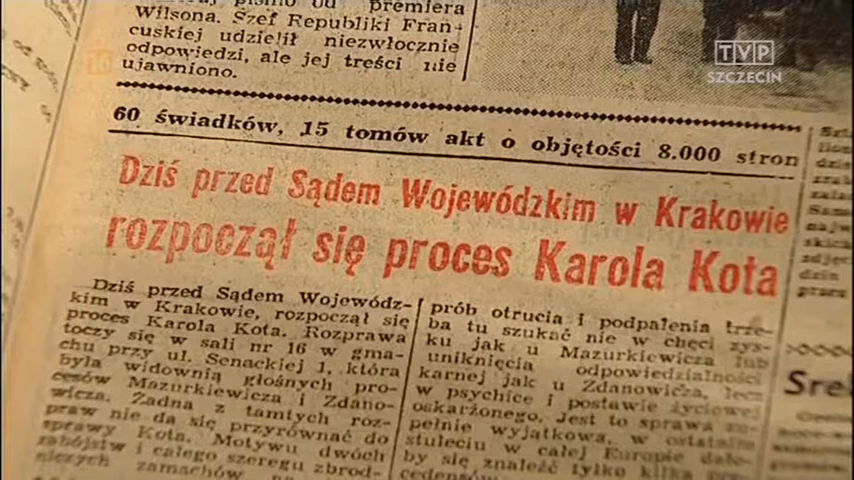 premiera
Wilsona. Szef Republiki Fran-
cuskiej udzielił niezwłocznie
odpowiedzi, ale jej treści nie
ujawniono.
16
TVP
SZCZECIN
60 świadków, 15 tomów akt o objętości 8.000 stron
Dziś przed Sądem Wojewódzkim w Krakowie
rozpoczął się proces Karola Kota
Dziś przed Sądem Wojewódz-
kim w Krakowie, rozpoczął się
proces Karola Kota. Rozprawa
toczy się w sali nr 16 w gma-
chu przy ul. Senackiej 1, która
była widownią głośnych pro-
cesów Mazurkiewicza i Zdano-
wicza. Żadna z tamtych roz-
praw nie da się przyrównać do
sprawy Kota. Motywu dwóch
zabójstw i całego szeregu zbrod-
niczych zamachów
prób otrucia i podpalenia trze-
ba tu szukać nie w chęci zys-
ku jak u Mazurkiewicza lub
uniknięcia odpowiedzialności
karnej jak u Zdanowicza, lecz
w psychice i postawie życiowej
oskarżonego. Jest to sprawa zu-
pełnie wyjątkowa, w ostatnim
stuleciu w całej Europie dało-
by się znaleźć tylko kilka
Sre